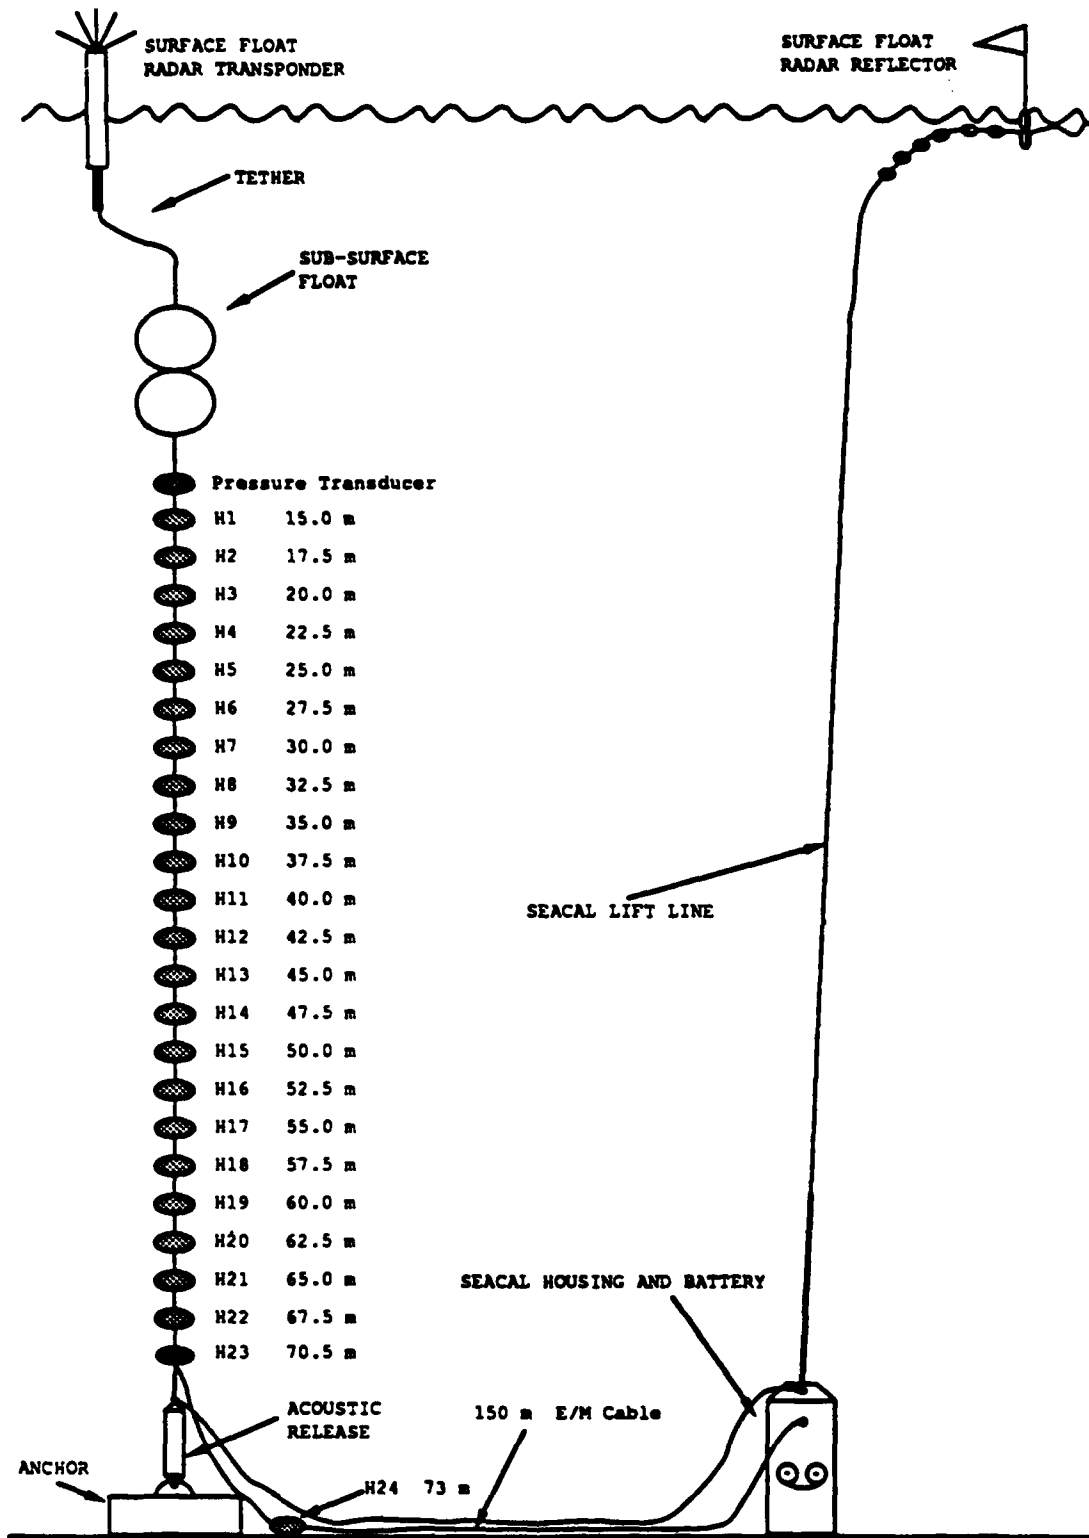 SURFACE FLOAT
RADAR TRANSPONDER
SURFACE FLOAT
RADAR REFLECTOR
TETHER
SUB-SURFACE
FLOAT
Pressure Transducer
H1 15.0 m
H2 17.5 m
H3 20.0 m
H4 22.5 m
H5 25.0 m
H6 27.5 m
H7 30.0 m
H8 32.5 m
H9 35.0 m
H10 37.5 m
H11 40.0 m
SEACAL LIFT LINE
H12 42.5 m
H13 45.0 m
H14 47.5 m
H15 50.0 m
H16 52.5 m
H17 55.0 m
H18 57.5 m
H19 60.0 m
H20 62.5 m
H21 65.0 m
SEACAL HOUSING AND BATTERY
H22 67.5 m
H23 70.5 m
ACOUSTIC
RELEASE
150 m E/M Cable
ANCHOR
H24 73 m